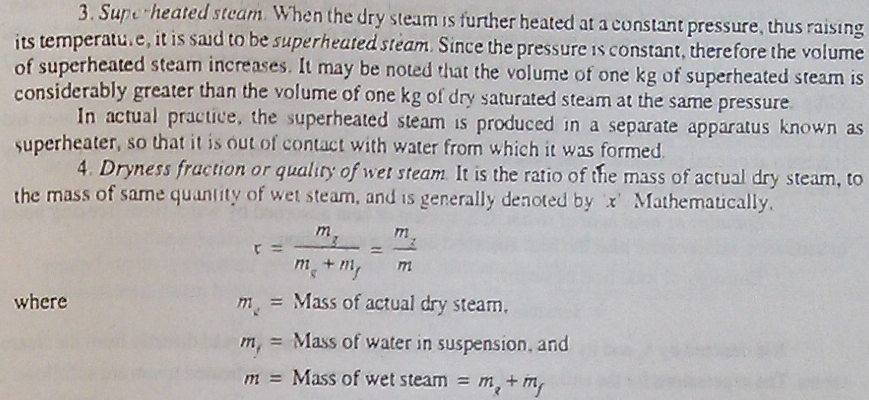 3. Superheated steam. When the dry steam is further heated at a constant pressure, thus raising
its temperature, it is said to be superheated steam. Since the pressure is constant, therefore the volume
of superheated steam increases. It may be noted that the volume of one kg of superheated steam is
considerably greater than the volume of one kg of dry saturated steam at the same pressure.
In actual practice, the superheated steam is produced in a separate apparatus known as
superheater, so that it is out of contact with water from which it was formed.
4. Dryness fraction or quality of wet steam. It is the ratio of the mass of actual dry steam, to
the mass of same quantity of wet steam, and is generally denoted by 'x'. Mathematically,
x = m_g / (m_g + m_f) = m_g / m
where m_g = Mass of actual dry steam,
m_f = Mass of water in suspension, and
m = Mass of wet steam = m_g + m_f